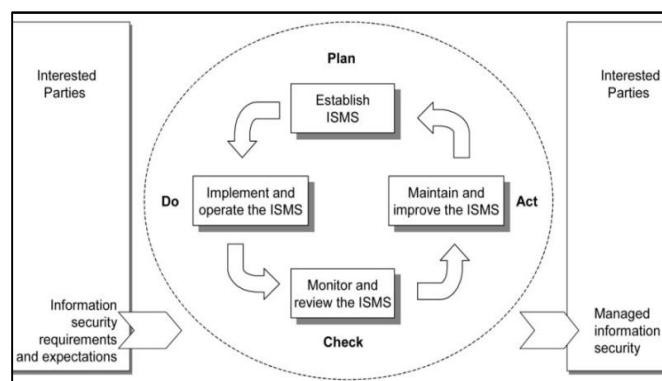 Interested
Parties
Plan
Establish
ISMS
Do
Implement and
operate the ISMS
Maintain and
improve the ISMS
Act
Monitor and
review the ISMS
Check
Information
security
requirements
and expectations
Interested
Parties
Managed
information
security